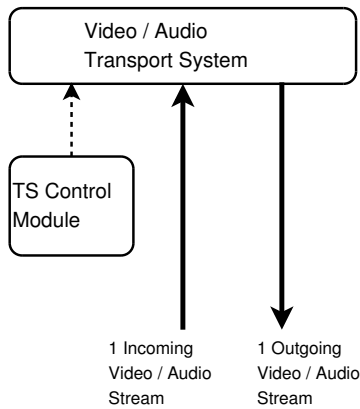 Video / Audio
Transport System
TS Control
Module
1 Incoming
Video / Audio
Stream
1 Outgoing
Video / Audio
Stream